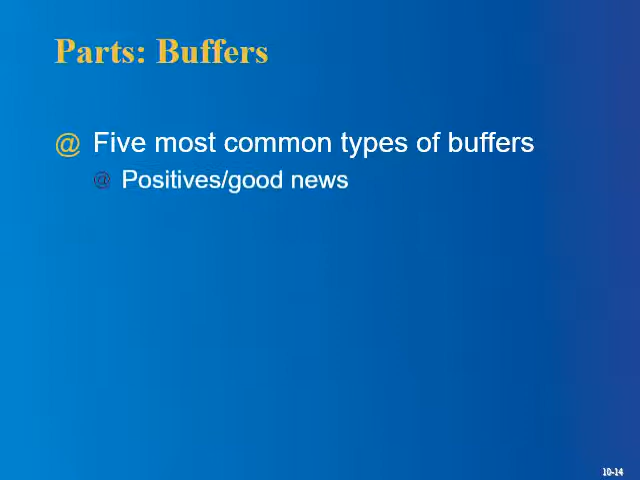 Parts: Buffers
@ Five most common types of buffers
@ Positives/good news
10-14